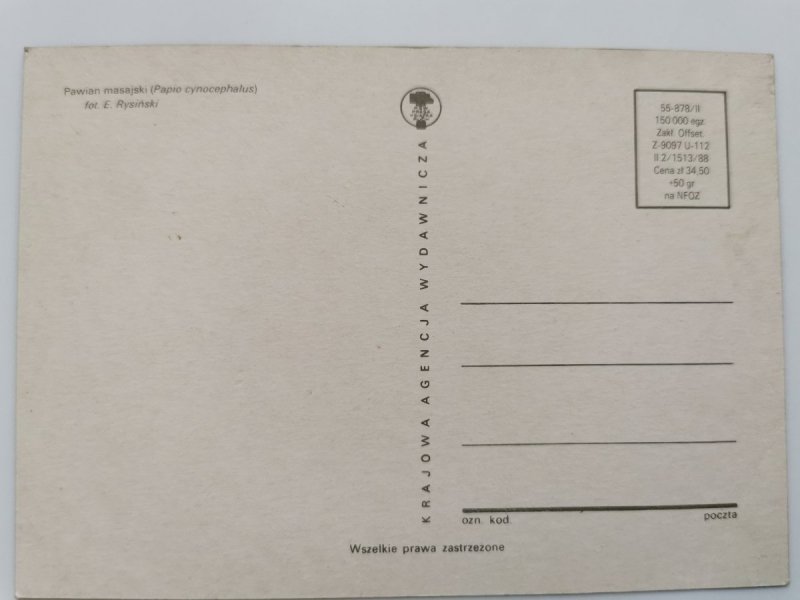 Pawian masajski (Papio cynocephalus)
fot. E. Rysiński
KRAJOWA AGENCJA WYDAWNICZA
55-878/II
150 000 egz.
Zakł. Offset.
Z-9097 U-112
II 2/1513/88
Cena zł 34,50
+50 gr
na NFOZ
ozn. kod
poczta
Wszelkie prawa zastrzeżone